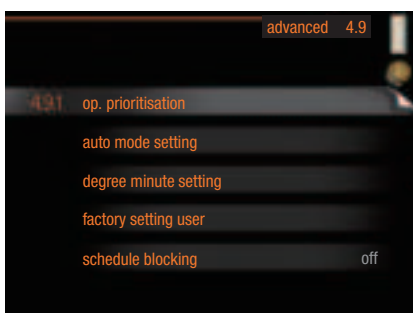 advanced 4.9
4.9.1 op. prioritisation
auto mode setting
degree minute setting
factory setting user
schedule blocking off